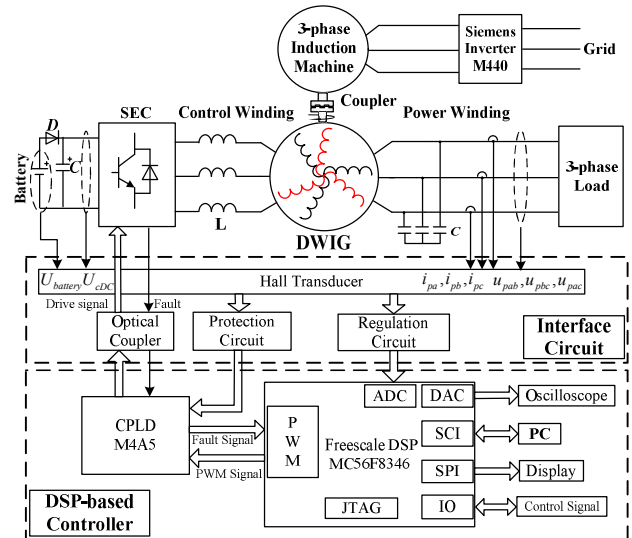 3-phase
Induction
Machine
Siemens
Inverter
M440
Grid
Coupler
SEC
Control Winding
Power Winding
D
C
Battery
L
DWIG
C
3-phase
Load
U_battery U_cDC
Hall Transducer
i_pa, i_pb, i_pc u_pab, u_pbc, u_pac
Drive signal
Fault
Optical
Coupler
Protection
Circuit
Regulation
Circuit
Interface
Circuit
CPLD
M4A5
Fault Signal
PWM Signal
P
W
M
ADC
DAC
Oscilloscope
Freescale DSP
MC56F8346
SCI
PC
SPI
Display
JTAG
IO
Control Signal
DSP-based
Controller